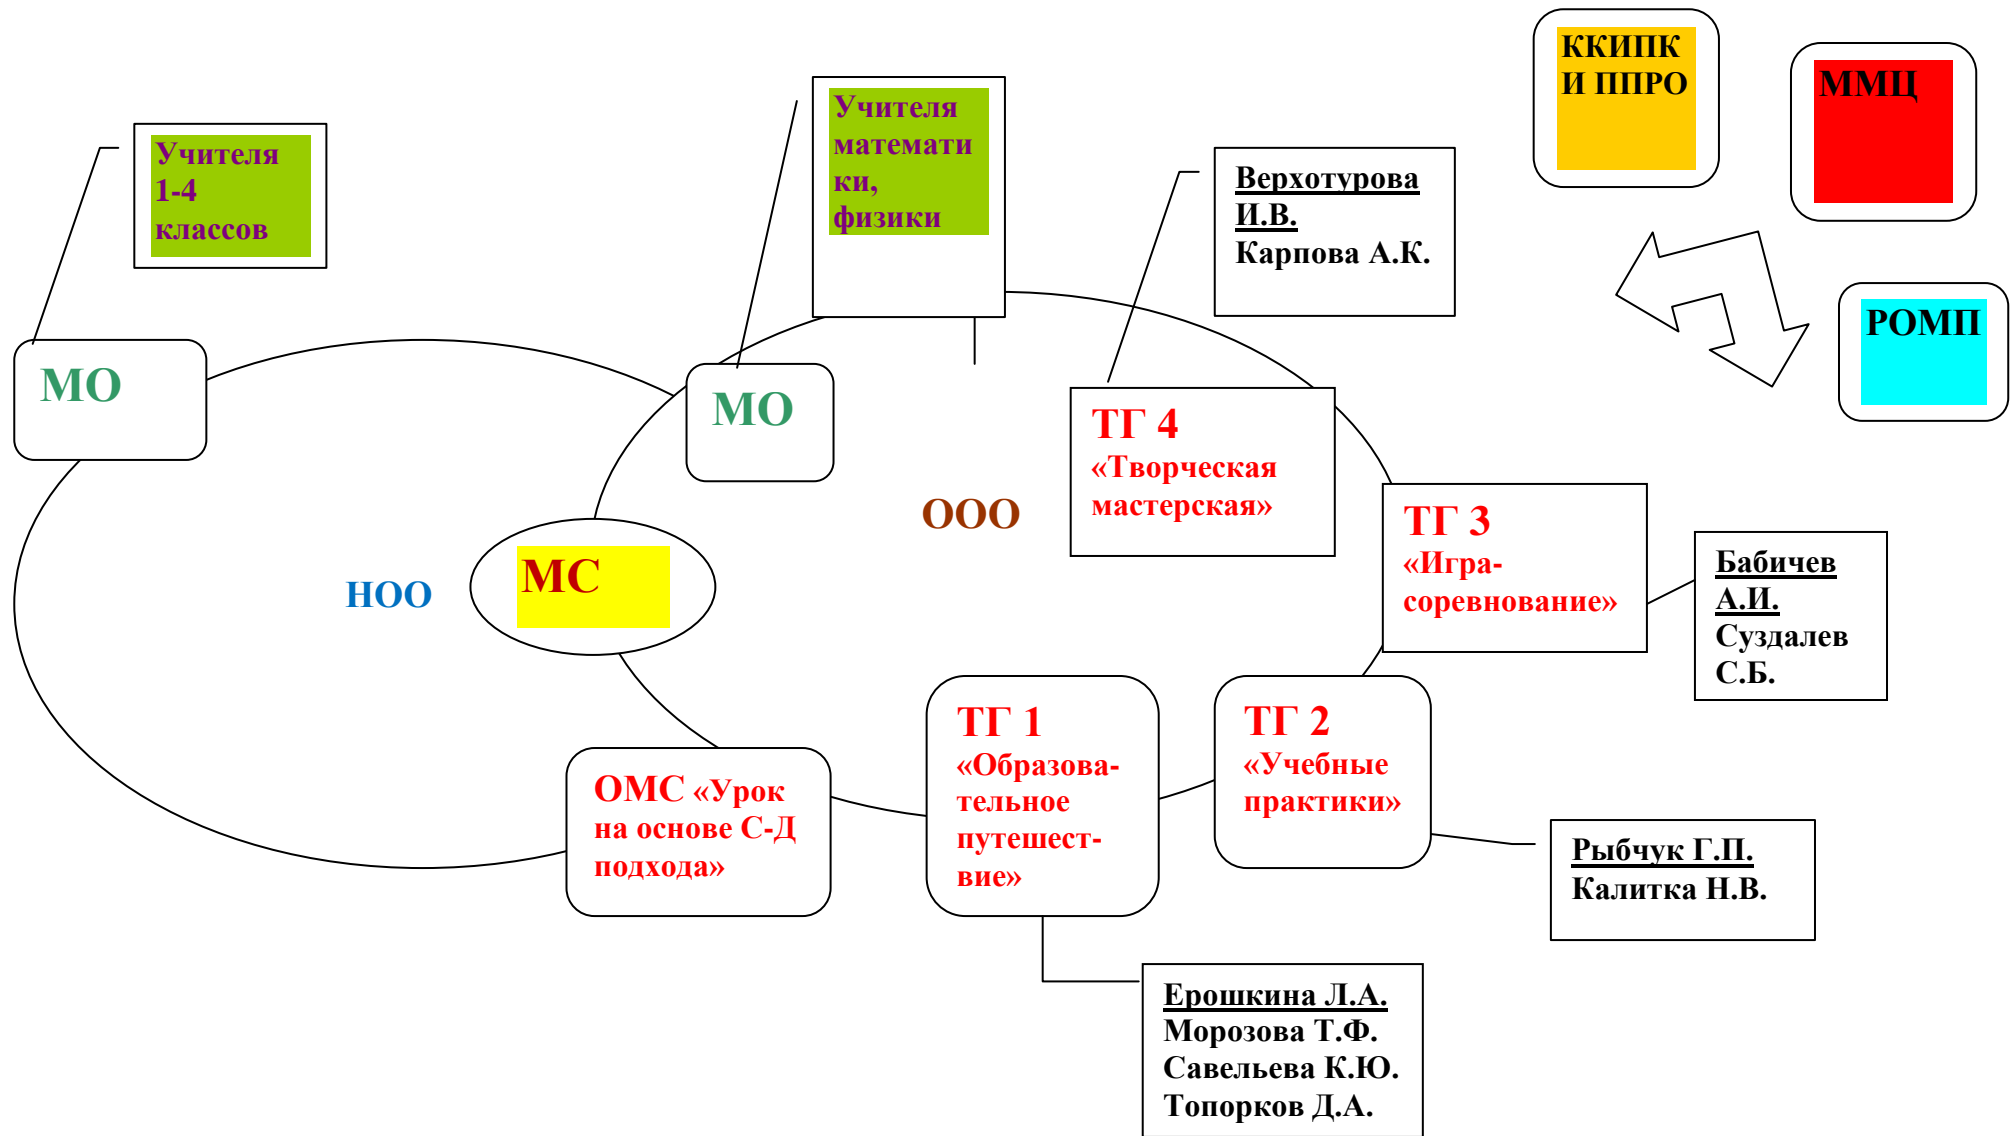 ККИПК
И ППРО
ММЦ
РОМП
Учителя
1-4
классов
Учителя
математи
ки,
физики
Верхотурова
И.В.
Карпова А.К.
МО
МО
ТГ 4
«Творческая
мастерская»
ООО
ТГ 3
«Игра-
соревнование»
Бабичев
А.И.
Суздалев
С.Б.
НОО
МС
ОМС «Урок
на основе С-Д
подхода»
ТГ 1
«Образова-
тельное
путешест-
вие»
ТГ 2
«Учебные
практики»
Рыбчук Г.П.
Калитка Н.В.
Ерошкина Л.А.
Морозова Т.Ф.
Савельева К.Ю.
Топорков Д.А.